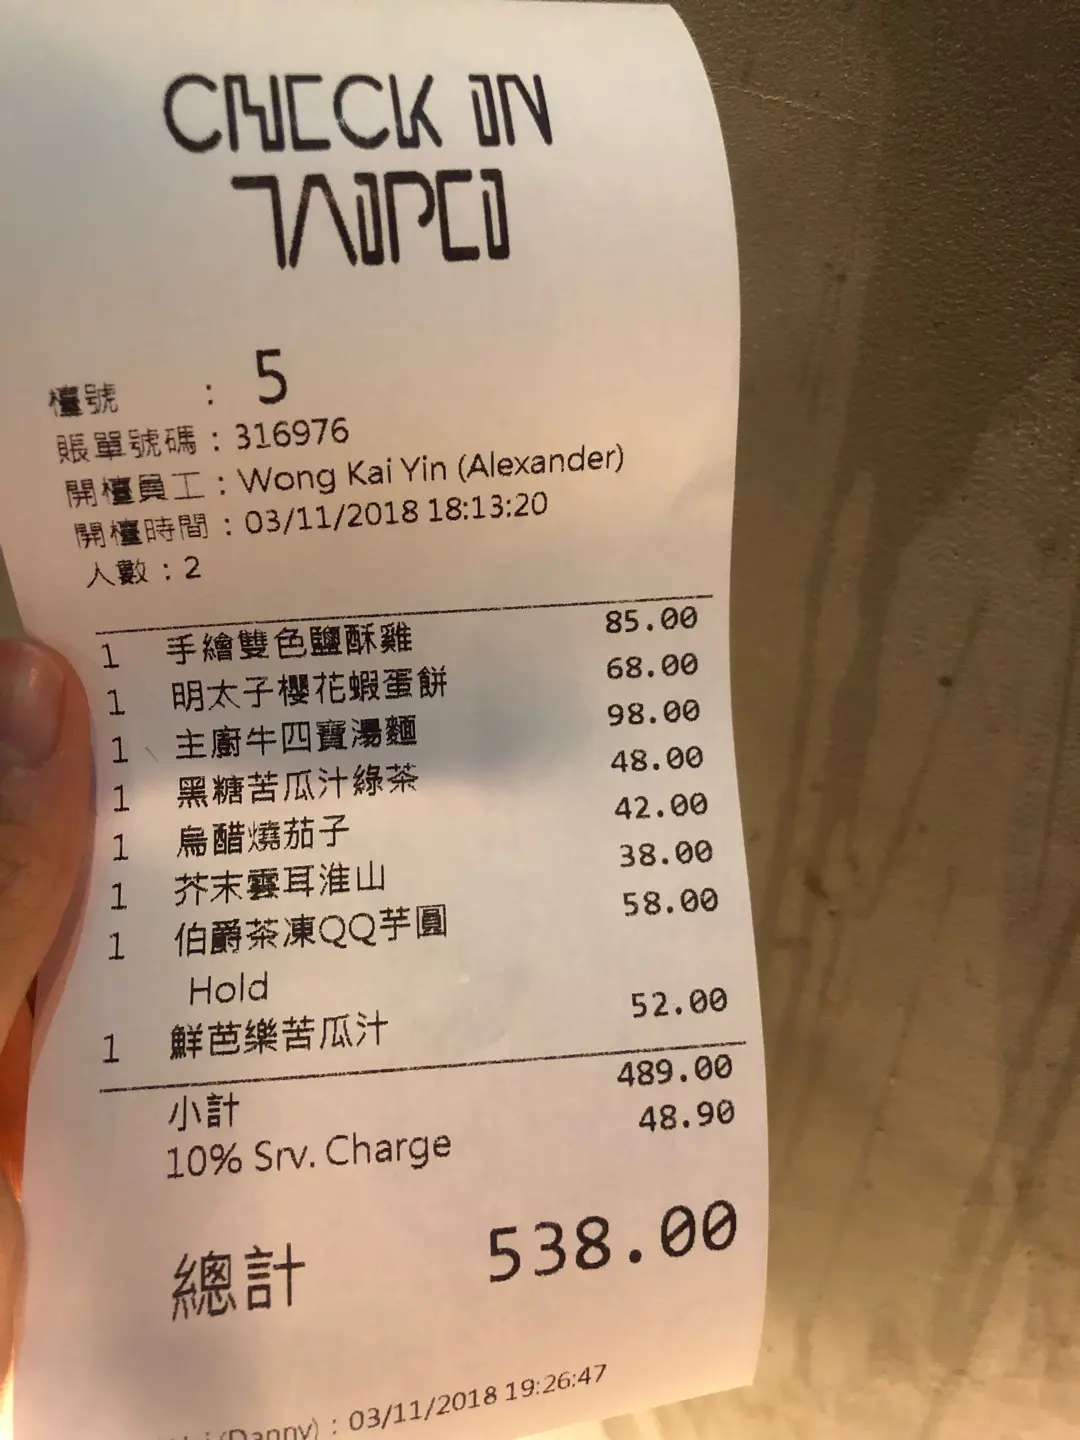 CHECK IN
TAIPEI
檯號 : 5
賬單號碼 : 316976
開檯員工 : Wong Kai Yin (Alexander)
開檯時間 : 03/11/2018 18:13:20
人數 : 2
1 手繪雙色鹽酥雞 85.00
1 明太子櫻花蝦蛋餅 68.00
1 主廚牛四寶湯麵 98.00
1 黑糖苦瓜汁綠茶 48.00
1 烏醋燒茄子 42.00
1 芥末雲耳淮山 38.00
1 伯爵茶凍QQ芋圓 58.00
Hold
1 鮮芭樂苦瓜汁 52.00
小計 489.00
10% Srv. Charge 48.90
總計 538.00
(Danny) : 03/11/2018 19:26:47